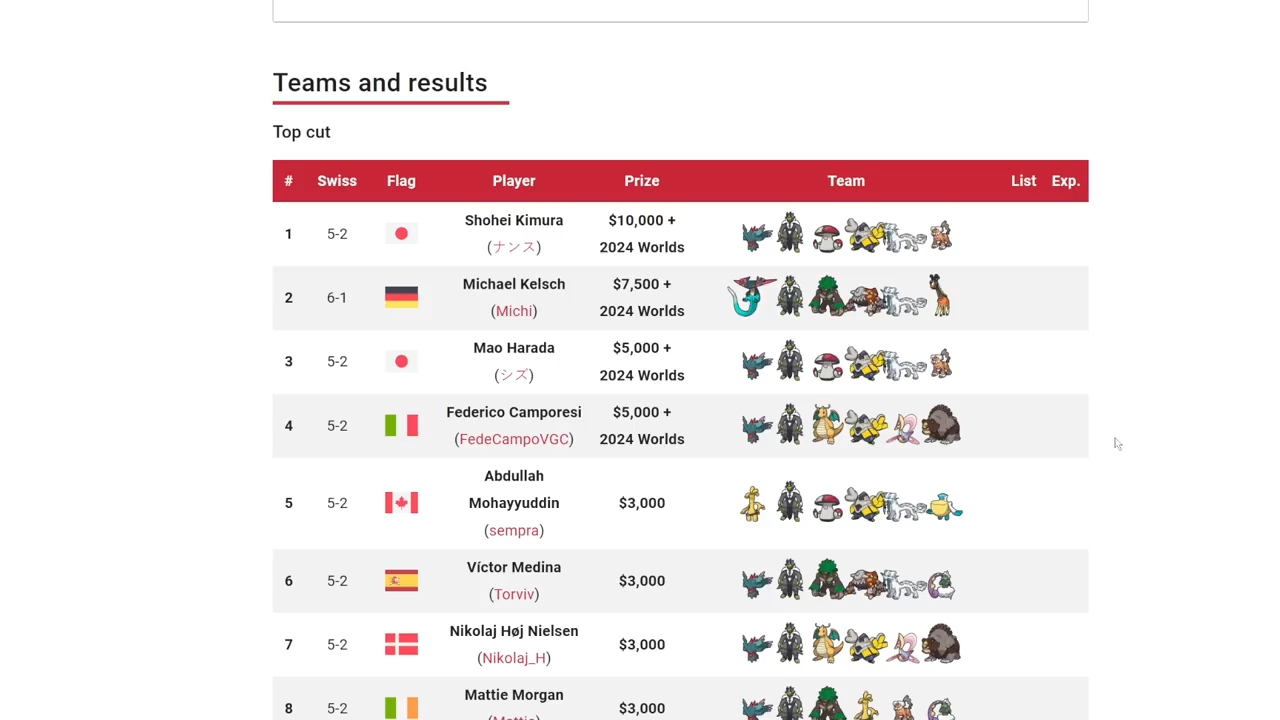 Teams and results
Top cut
# Swiss Flag Player Prize Team List Exp.
1 5-2 Shohei Kimura $10,000 +
(ナンス) 2024 Worlds
2 6-1 Michael Kelsch $7,500 +
(Michi) 2024 Worlds
3 5-2 Mao Harada $5,000 +
(シズ) 2024 Worlds
4 5-2 Federico Camporesi $5,000 +
(FedeCampoVGC) 2024 Worlds
Abdullah
5 5-2 Mohayyuddin $3,000
(sempra)
6 5-2 Víctor Medina $3,000
(Torviv)
7 5-2 Nikolaj Høj Nielsen $3,000
(Nikolaj_H)
8 5-2 Mattie Morgan $3,000